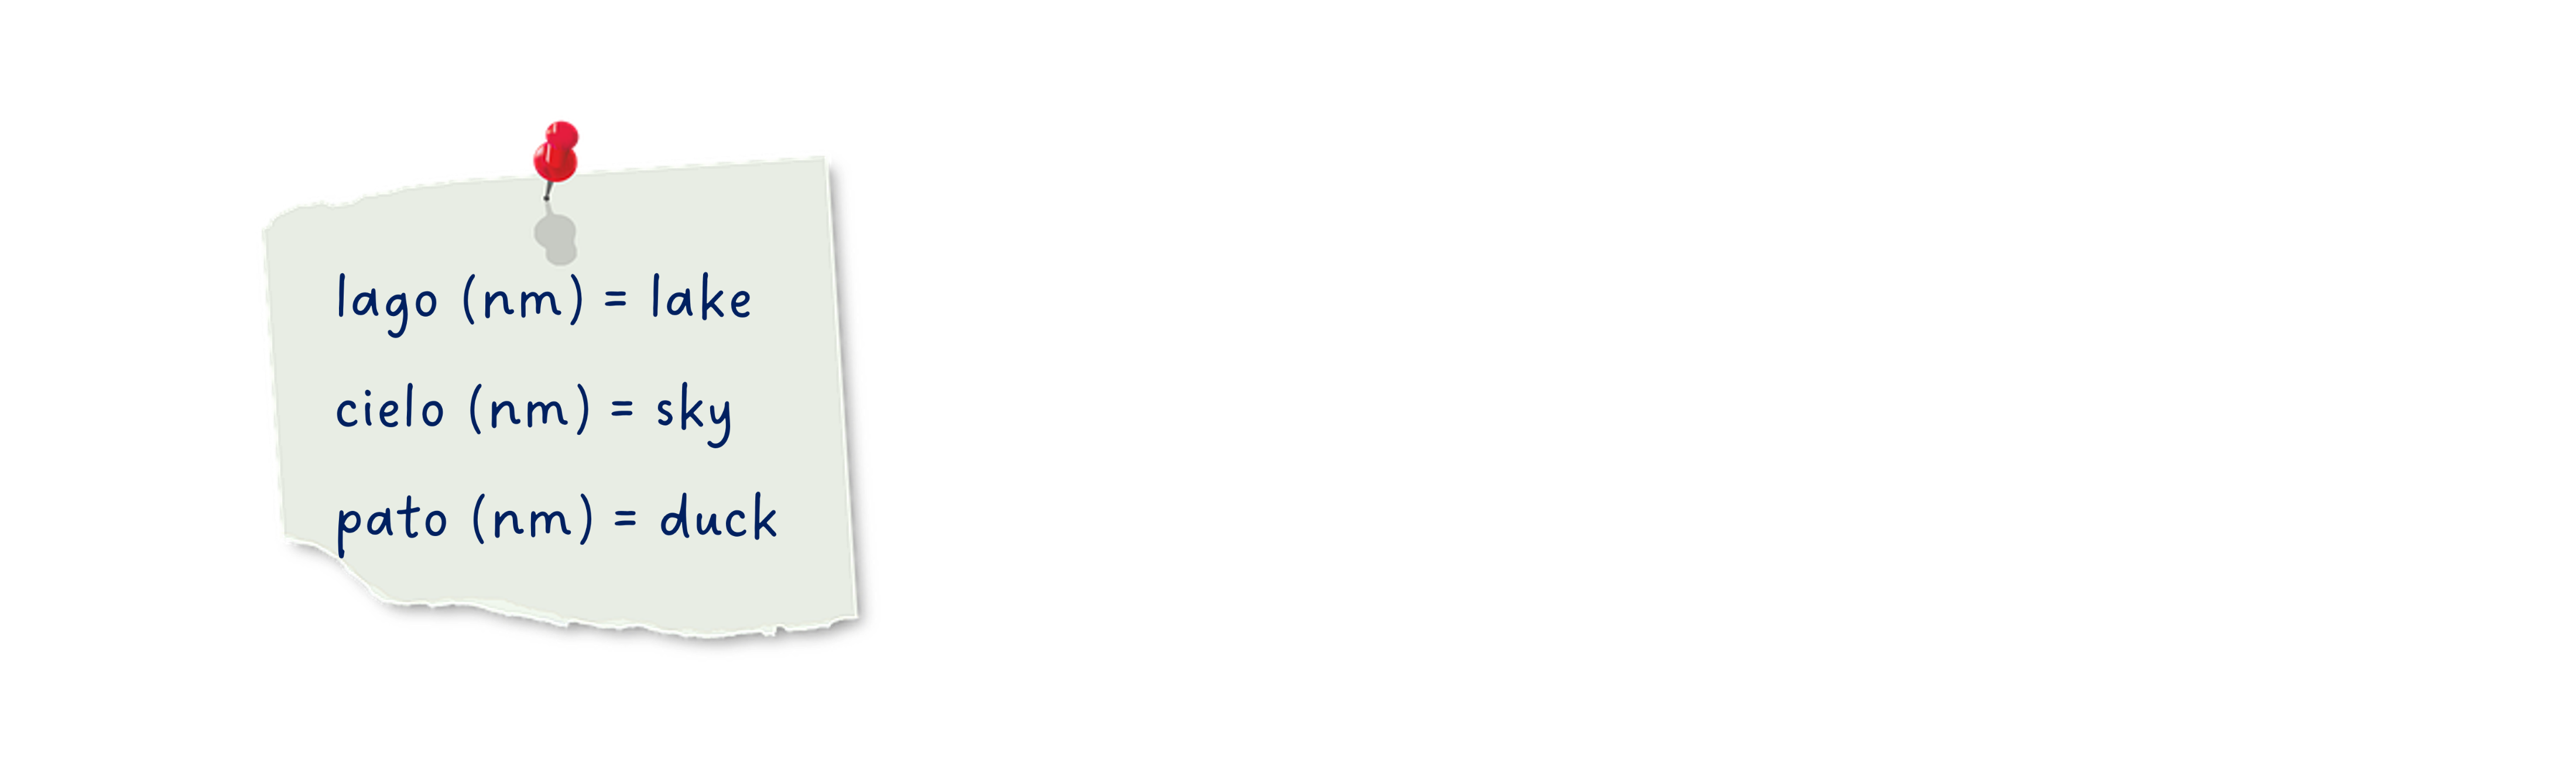 lago (nm) = lake
cielo (nm) = sky
pato (nm) = duck